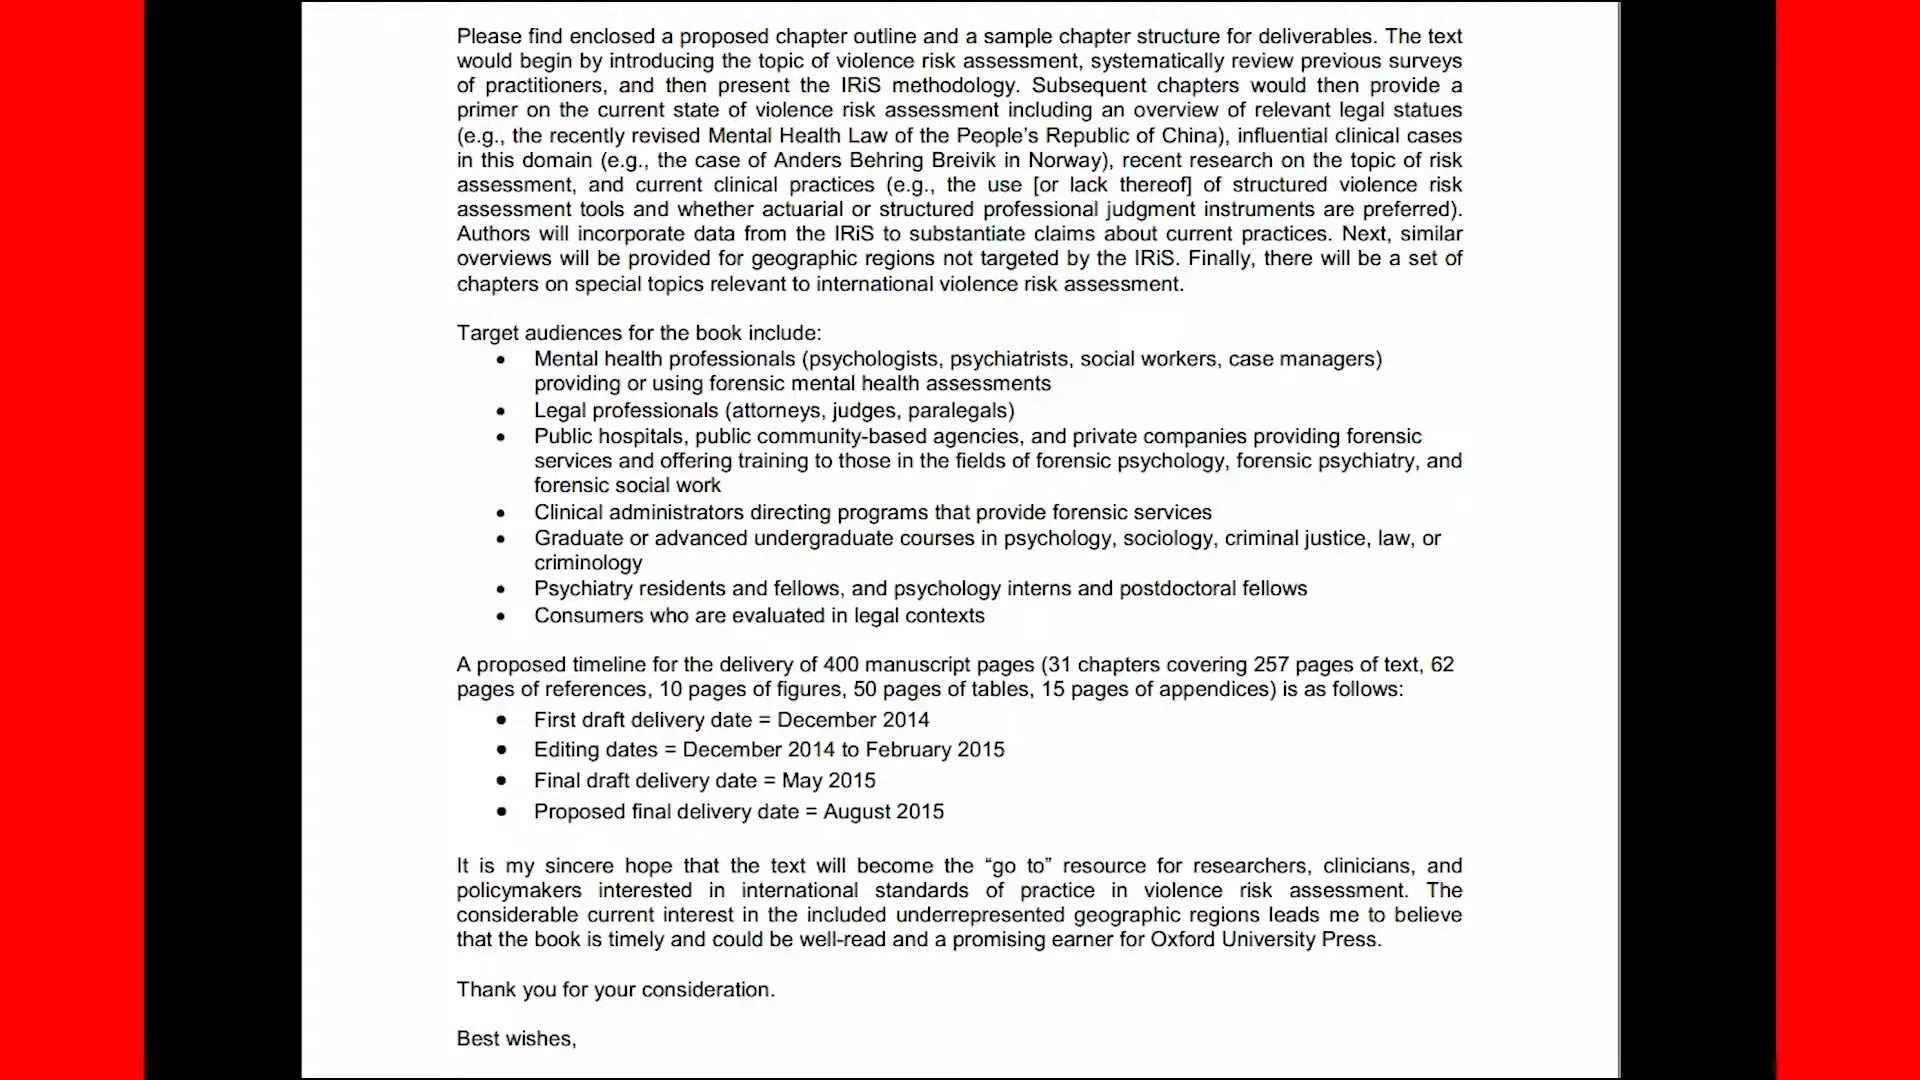 Please find enclosed a proposed chapter outline and a sample chapter structure for deliverables. The text
would begin by introducing the topic of violence risk assessment, systematically review previous surveys
of practitioners, and then present the IRiS methodology. Subsequent chapters would then provide a
primer on the current state of violence risk assessment including an overview of relevant legal statues
(e.g., the recently revised Mental Health Law of the People's Republic of China), influential clinical cases
in this domain (e.g., the case of Anders Behring Breivik in Norway), recent research on the topic of risk
assessment, and current clinical practices (e.g., the use [or lack thereof] of structured violence risk
assessment tools and whether actuarial or structured professional judgment instruments are preferred).
Authors will incorporate data from the IRiS to substantiate claims about current practices. Next, similar
overviews will be provided for geographic regions not targeted by the IRiS. Finally, there will be a set of
chapters on special topics relevant to international violence risk assessment.
Target audiences for the book include:
• Mental health professionals (psychologists, psychiatrists, social workers, case managers)
providing or using forensic mental health assessments
• Legal professionals (attorneys, judges, paralegals)
• Public hospitals, public community-based agencies, and private companies providing forensic
services and offering training to those in the fields of forensic psychology, forensic psychiatry, and
forensic social work
• Clinical administrators directing programs that provide forensic services
• Graduate or advanced undergraduate courses in psychology, sociology, criminal justice, law, or
criminology
• Psychiatry residents and fellows, and psychology interns and postdoctoral fellows
• Consumers who are evaluated in legal contexts
A proposed timeline for the delivery of 400 manuscript pages (31 chapters covering 257 pages of text, 62
pages of references, 10 pages of figures, 50 pages of tables, 15 pages of appendices) is as follows:
• First draft delivery date = December 2014
• Editing dates = December 2014 to February 2015
• Final draft delivery date = May 2015
• Proposed final delivery date = August 2015
It is my sincere hope that the text will become the “go to” resource for researchers, clinicians, and
policymakers interested in international standards of practice in violence risk assessment. The
considerable current interest in the included underrepresented geographic regions leads me to believe
that the book is timely and could be well-read and a promising earner for Oxford University Press.
Thank you for your consideration.
Best wishes,